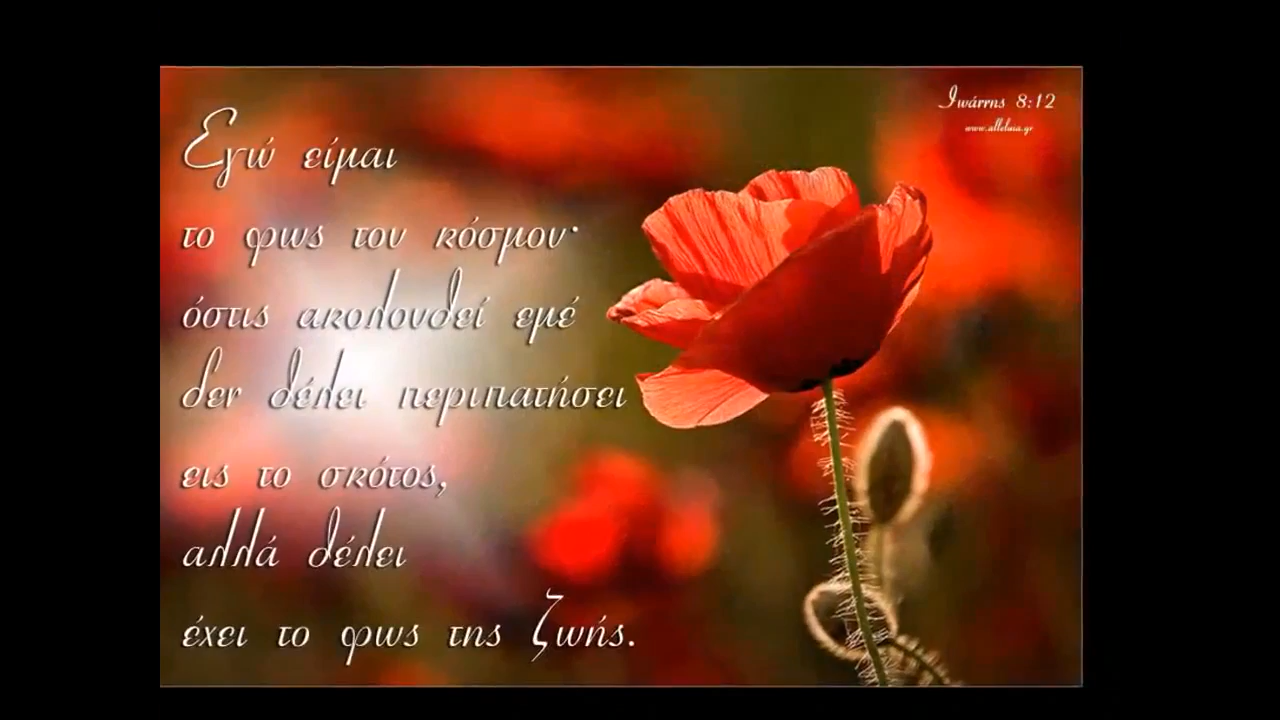 Ιωάννης 8:12
www.alleluia.gr
Εγώ είμαι
το φως του κόσμου·
όστις ακολουθεί εμέ
δεν θέλει περιπατήσει
εις το σκότος,
αλλά θέλει
έχει το φως της ζωής.